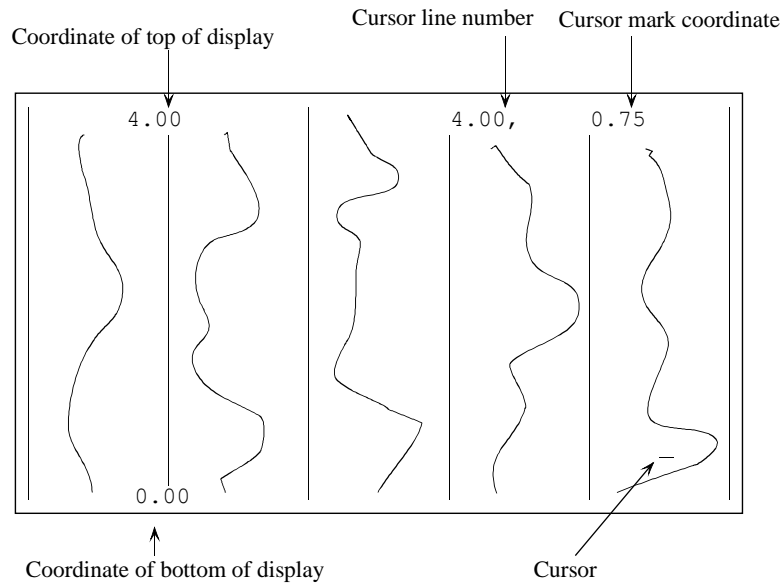 Cursor line number Cursor mark coordinate
Coordinate of top of display
4.00 4.00, 0.75
0.00
Coordinate of bottom of display Cursor